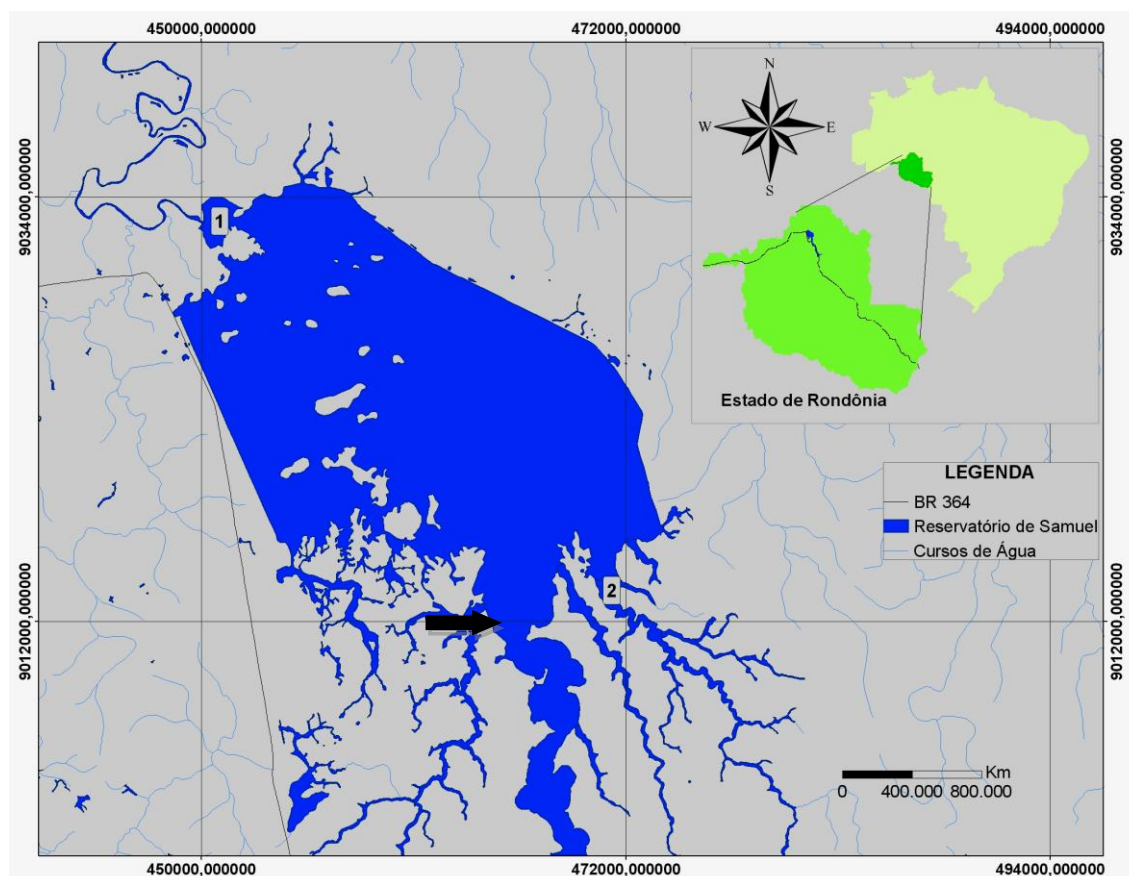 450000,000000
472000,000000
494000,000000
9034000,000000
9034000,000000
N
W
E
S
1
Estado de Rondônia
LEGENDA
BR 364
Reservatório de Samuel
Cursos de Água
2
9012000,000000
9012000,000000
Km
0 400.000 800.000
450000,000000
472000,000000
494000,000000